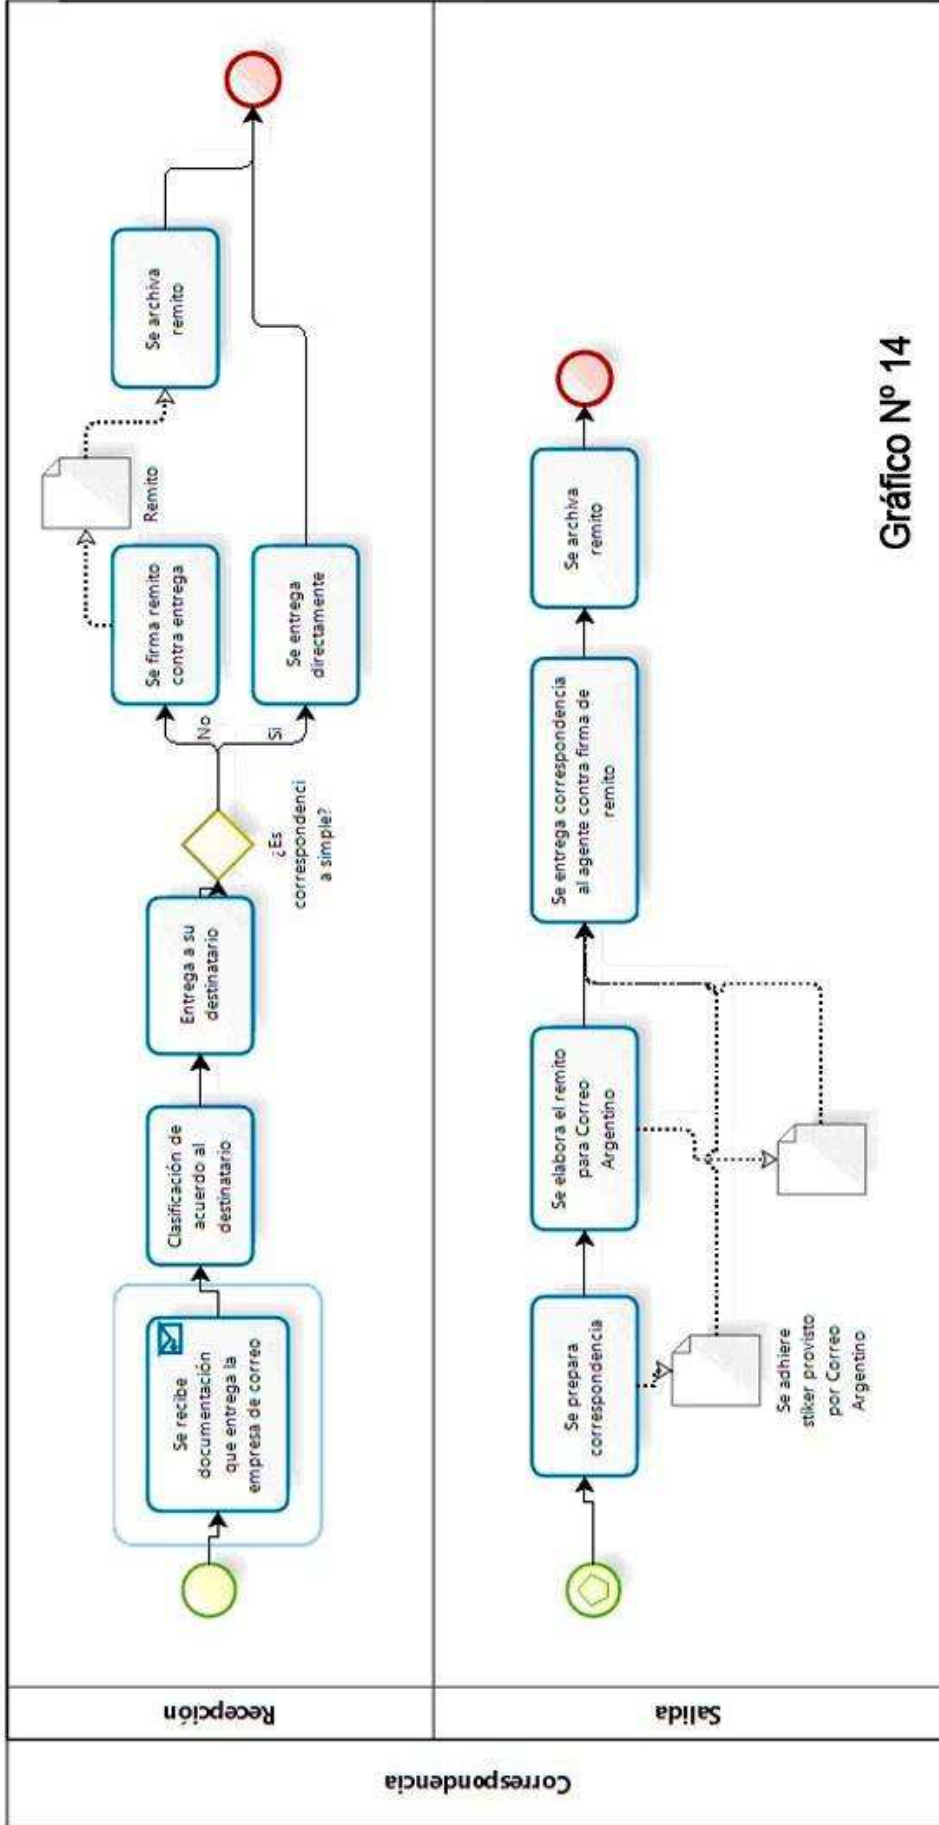 Correspondencia
Recepción
Se recibe
documentación
que entrega la
empresa de correo
Clasificación de
acuerdo al
destinatario
Entrega a su
destinatario
¿Es
correspondenci
a simple?
No
Si
Se firma remito
contra entrega
Remito
Se entrega
directamente
Se archiva
remito
Salida
Se prepara
correspondencia
Se adhiere
stiker provisto
por Correo
Argentino
Se elabora el remito
para Correo
Argentino
Se entrega correspondencia
al agente contra firma de
remito
Se archiva
remito
Gráfico Nº 14